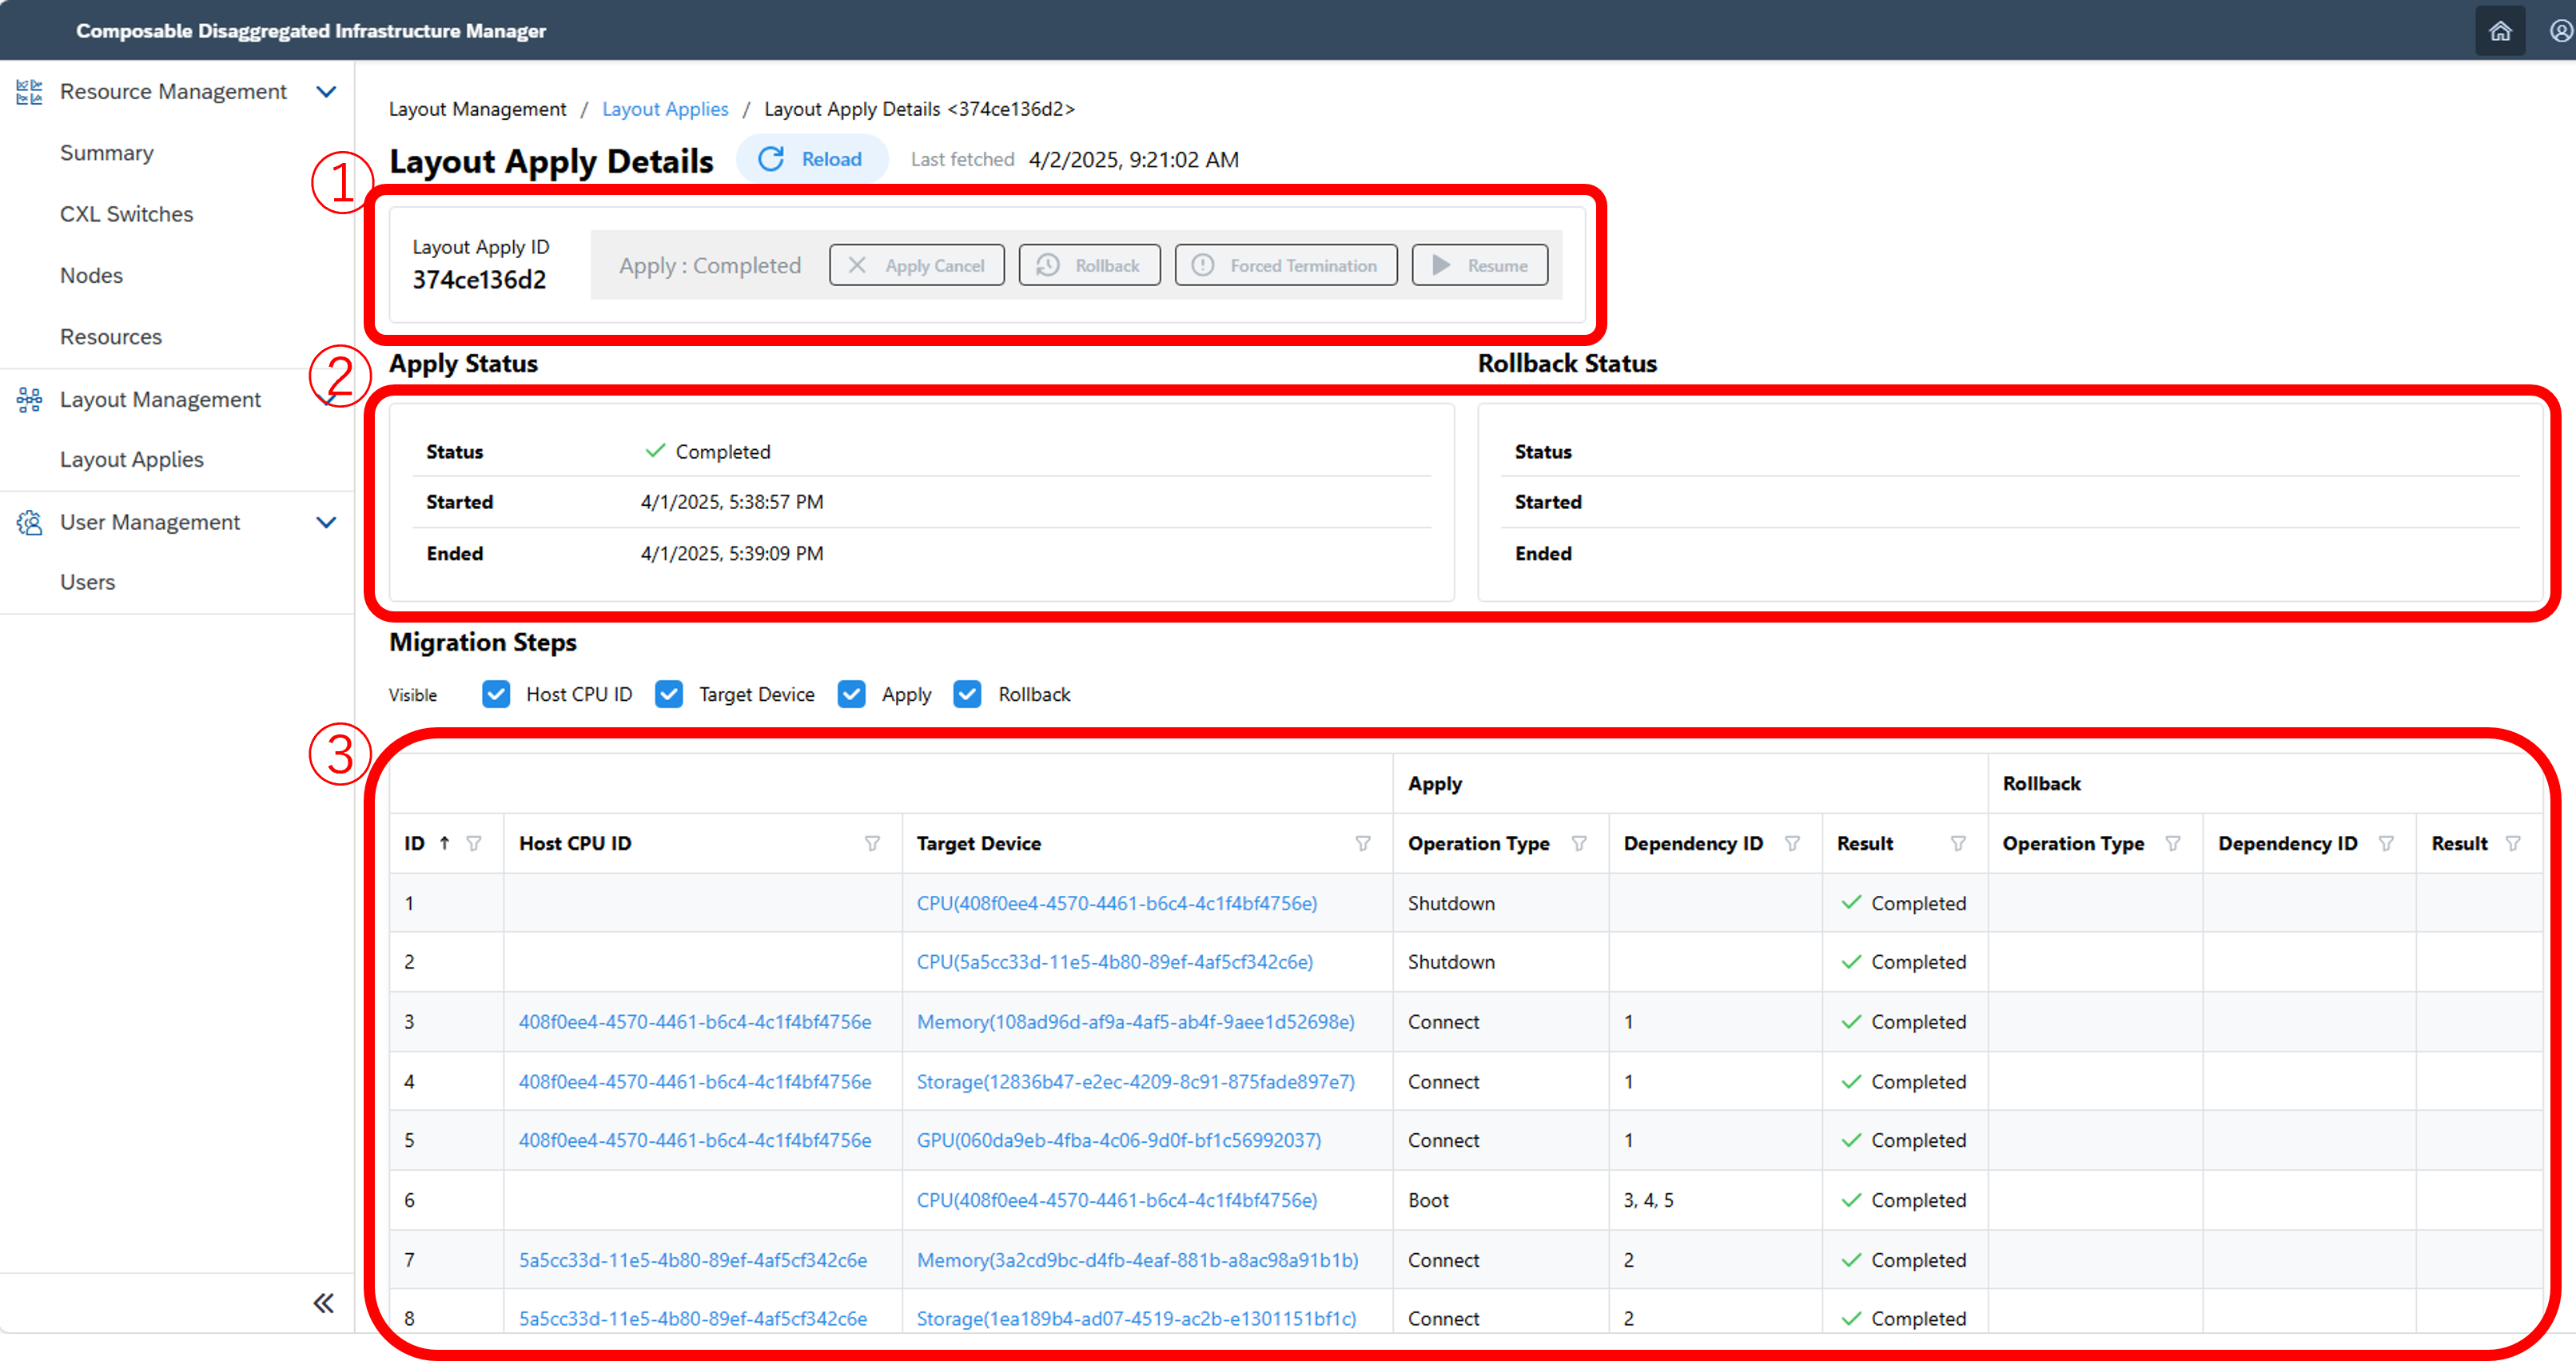 Composable Disaggregated Infrastructure Manager
Resource Management
Summary
CXL Switches
Nodes
Resources
Layout Management
Layout Applies
User Management
Users
Layout Management / Layout Applies / Layout Apply Details <374ce136d2>
Layout Apply Details Reload Last fetched 4/2/2025, 9:21:02 AM
①
Layout Apply ID
374ce136d2
Apply : Completed Apply Cancel Rollback Forced Termination Resume
②
Apply Status
Status Completed
Started 4/1/2025, 5:38:57 PM
Ended 4/1/2025, 5:39:09 PM
Rollback Status
Status
Started
Ended
Migration Steps
Visible Host CPU ID Target Device Apply Rollback
③
Apply Rollback
ID Host CPU ID Target Device Operation Type Dependency ID Result Operation Type Dependency ID Result
1 CPU(408f0ee4-4570-4461-b6c4-4c1f4bf4756e) Shutdown Completed
2 CPU(5a5cc33d-11e5-4b80-89ef-4af5cf342c6e) Shutdown Completed
3 408f0ee4-4570-4461-b6c4-4c1f4bf4756e Memory(108ad96d-af9a-4af5-ab4f-9aee1d52698e) Connect 1 Completed
4 408f0ee4-4570-4461-b6c4-4c1f4bf4756e Storage(12836b47-e2ec-4209-8c91-875fade897e7) Connect 1 Completed
5 408f0ee4-4570-4461-b6c4-4c1f4bf4756e GPU(060da9eb-4fba-4c06-9d0f-bf1c56992037) Connect 1 Completed
6 CPU(408f0ee4-4570-4461-b6c4-4c1f4bf4756e) Boot 3, 4, 5 Completed
7 5a5cc33d-11e5-4b80-89ef-4af5cf342c6e Memory(3a2cd9bc-d4fb-4eaf-881b-a8ac98a91b1b) Connect 2 Completed
8 5a5cc33d-11e5-4b80-89ef-4af5cf342c6e Storage(1ea189b4-ad07-4519-ac2b-e1301151bf1c) Connect 2 Completed